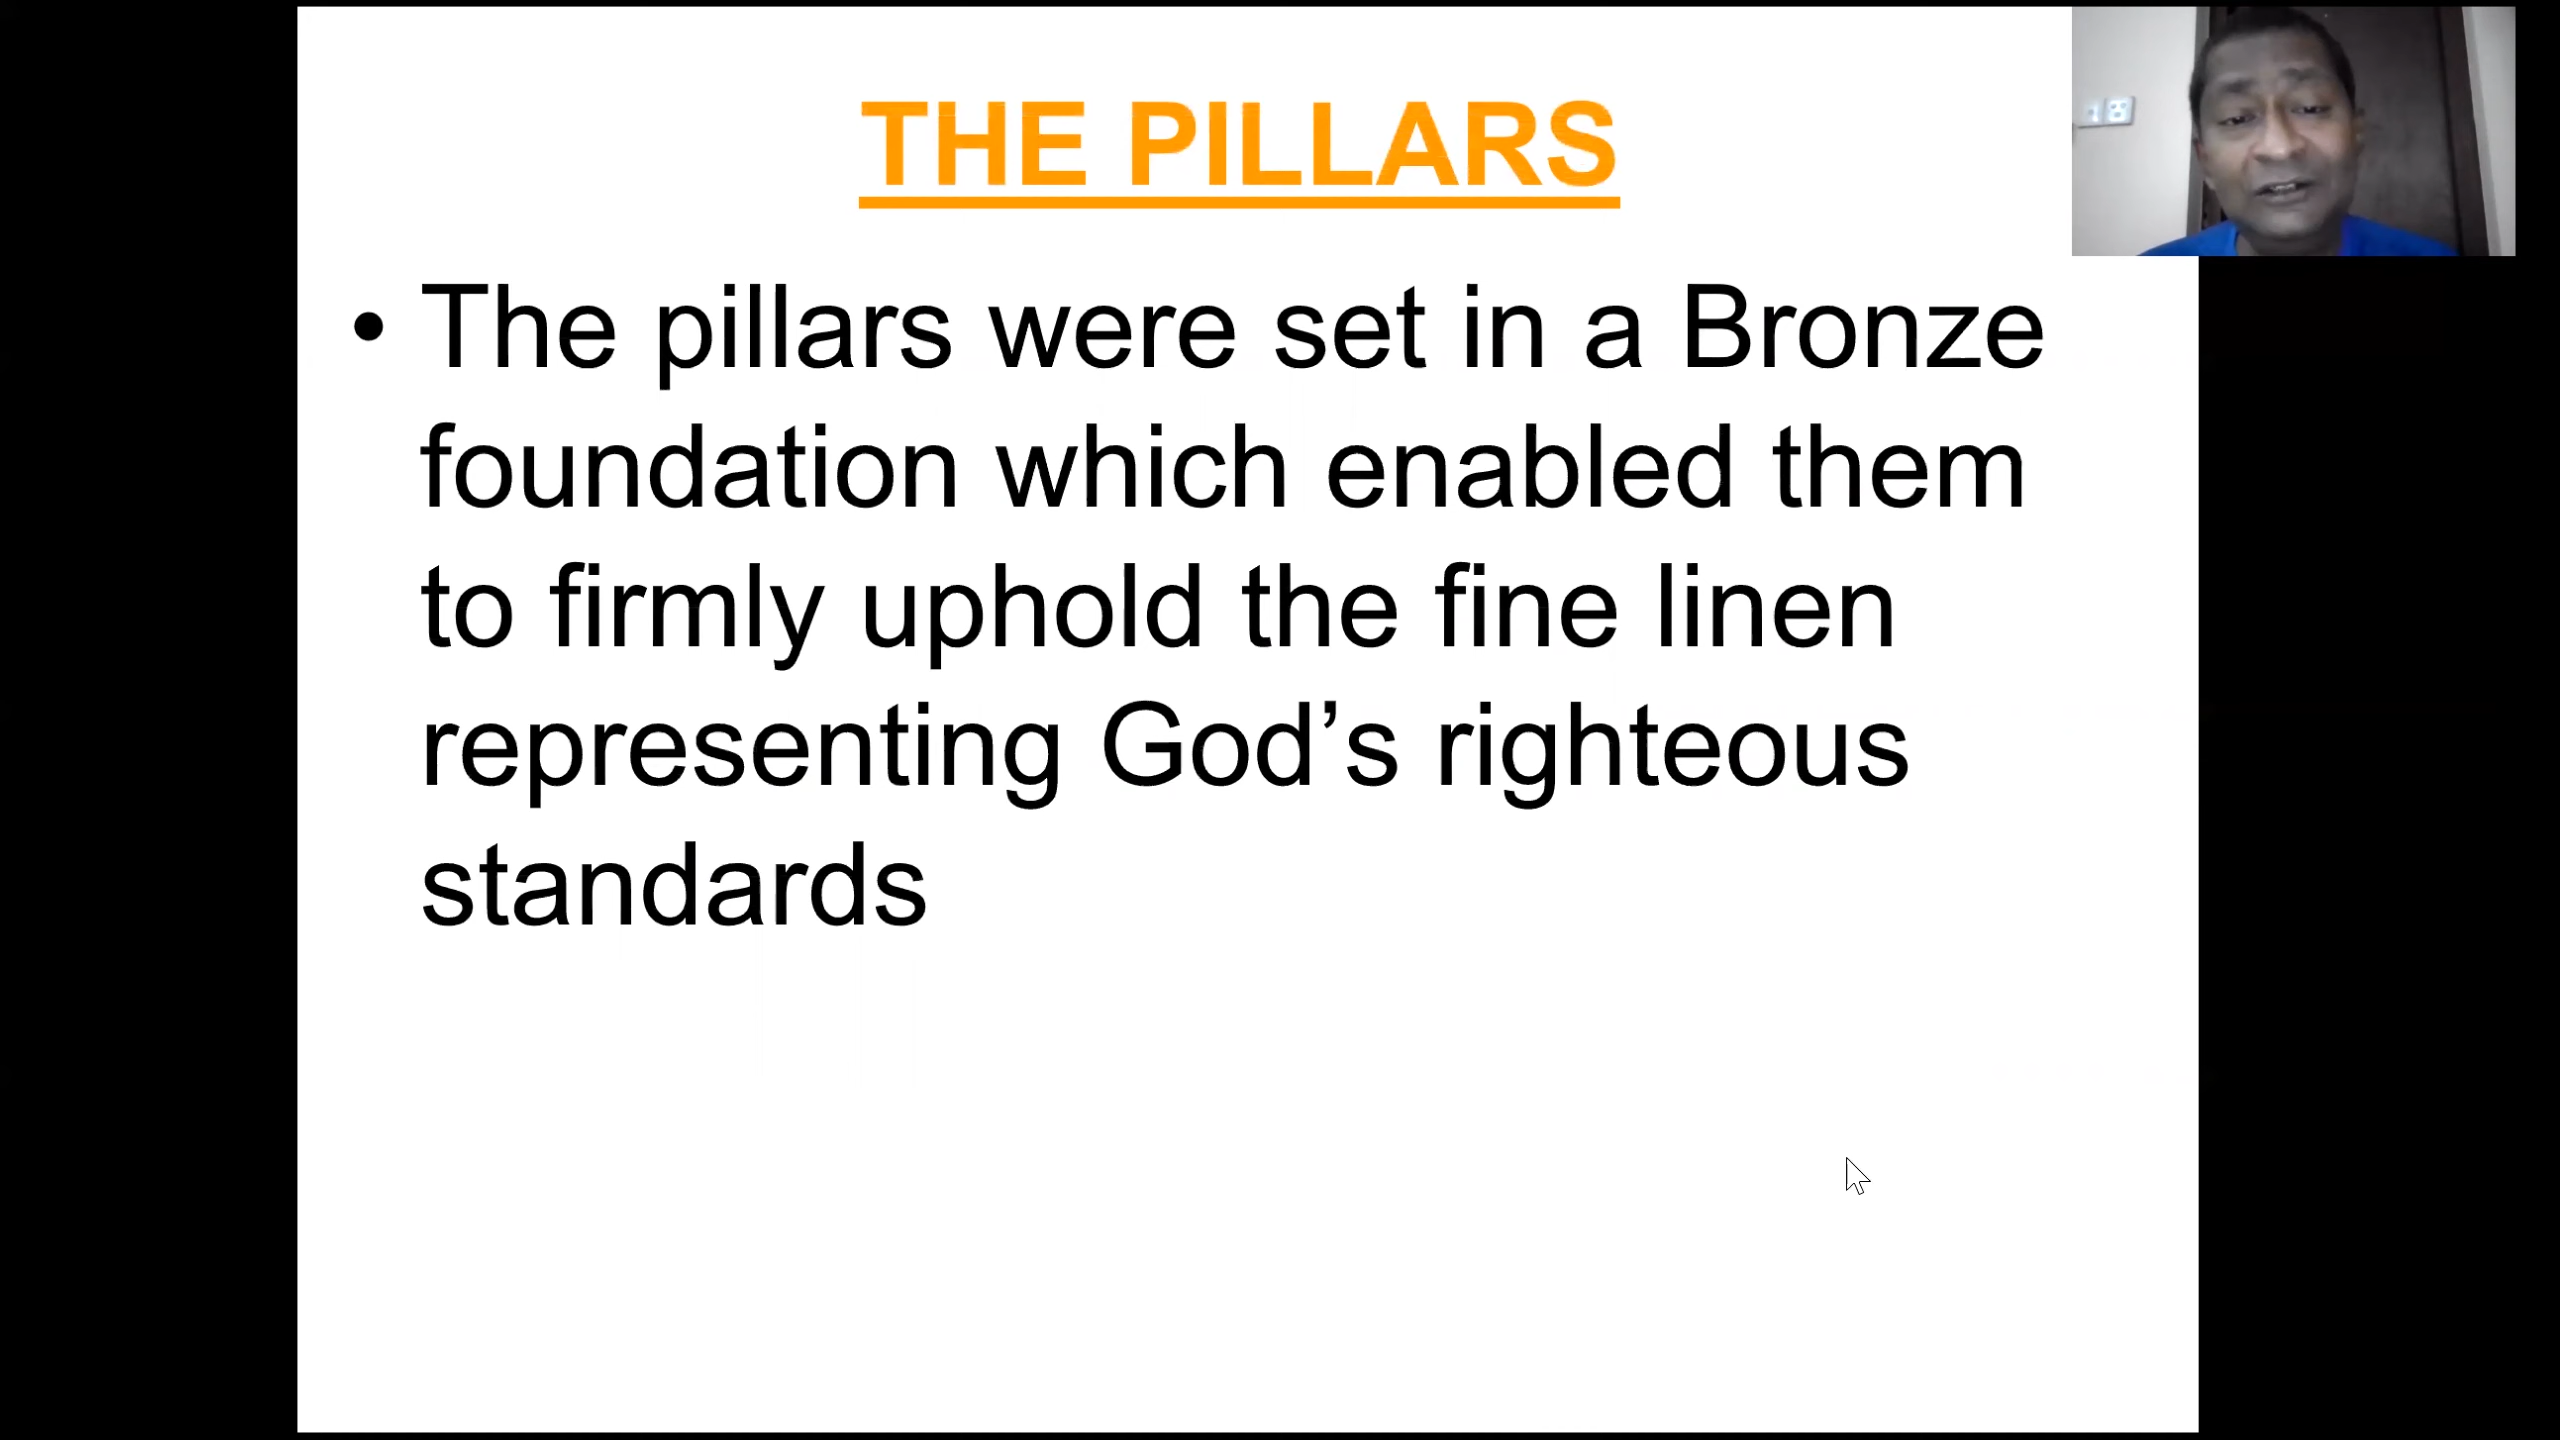 THE PILLARS
• The pillars were set in a Bronze
foundation which enabled them
to firmly uphold the fine linen
representing God’s righteous
standards